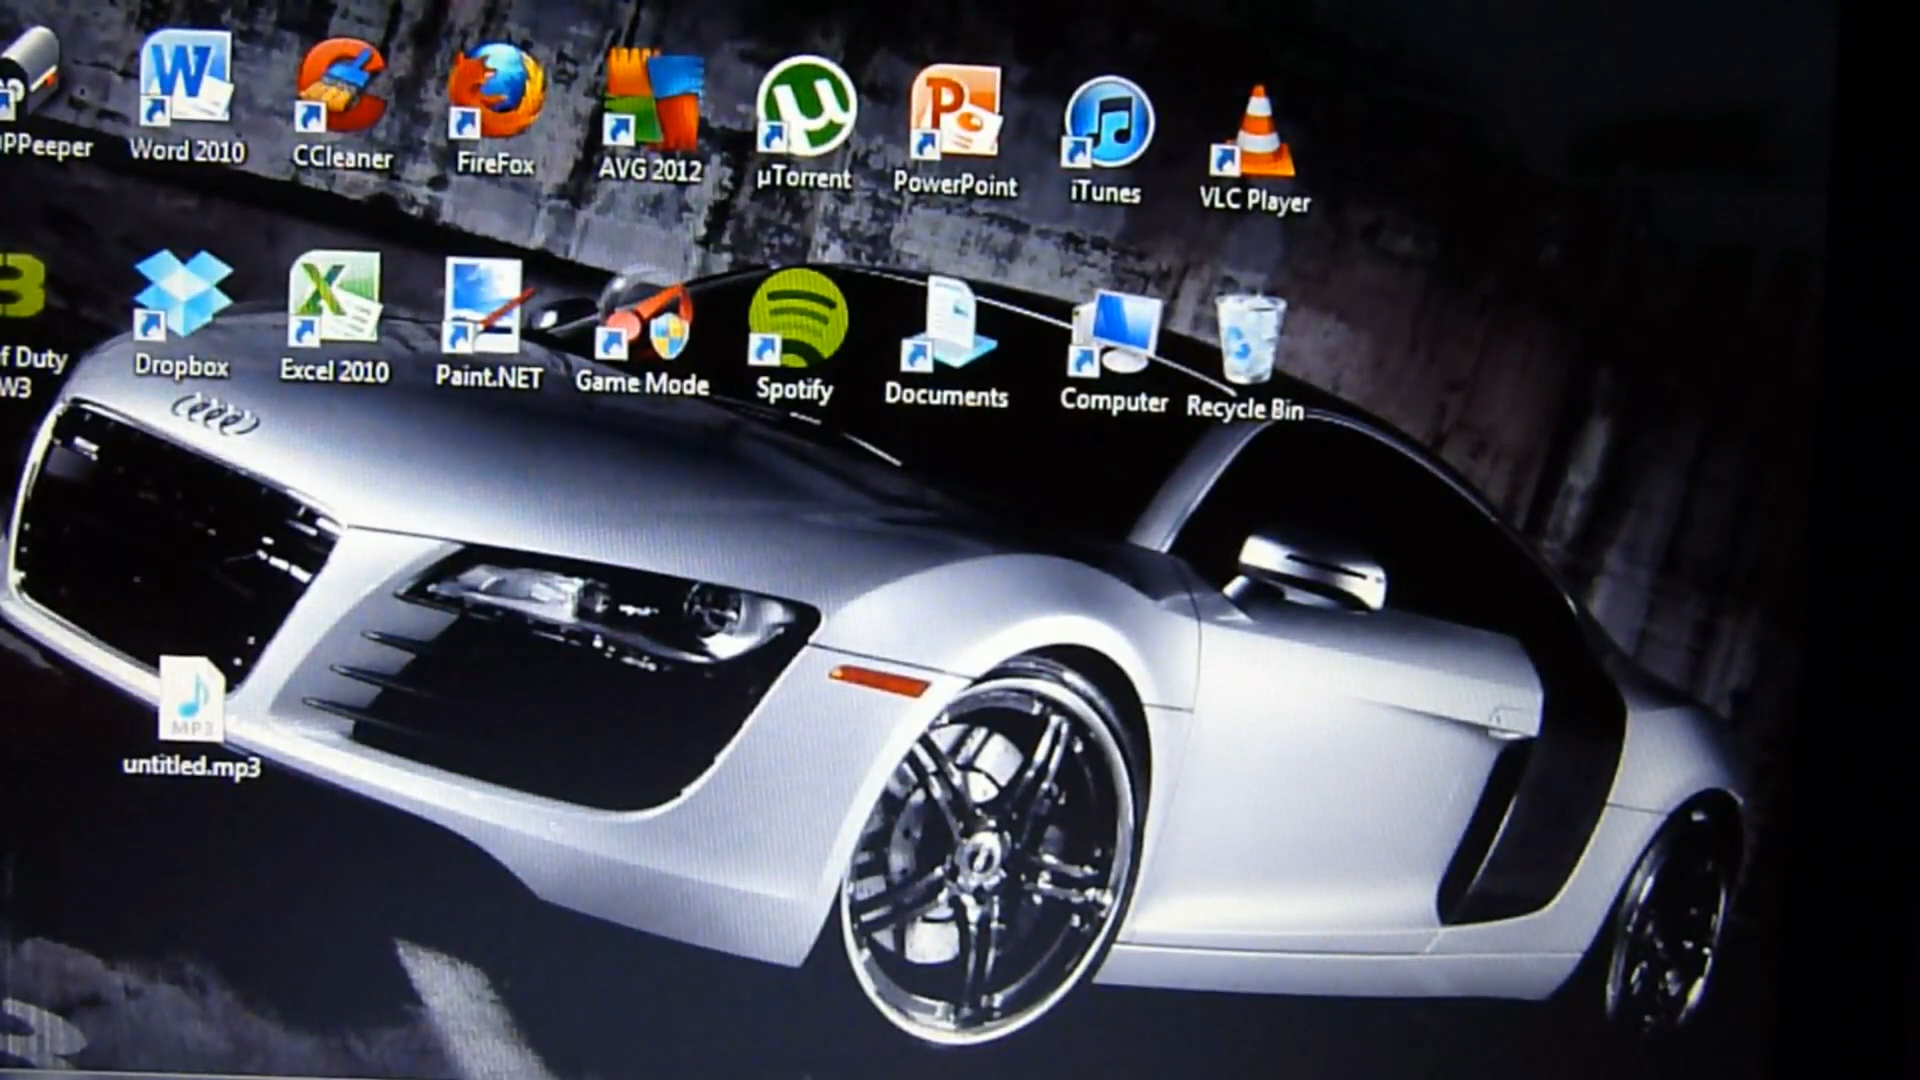 PPeeper
Word 2010
CCleaner
FireFox
AVG 2012
µTorrent
PowerPoint
iTunes
VLC Player
f Duty
W3
Dropbox
Excel 2010
Paint.NET
Game Mode
Spotify
Documents
Computer
Recycle Bin
MP3
untitled.mp3